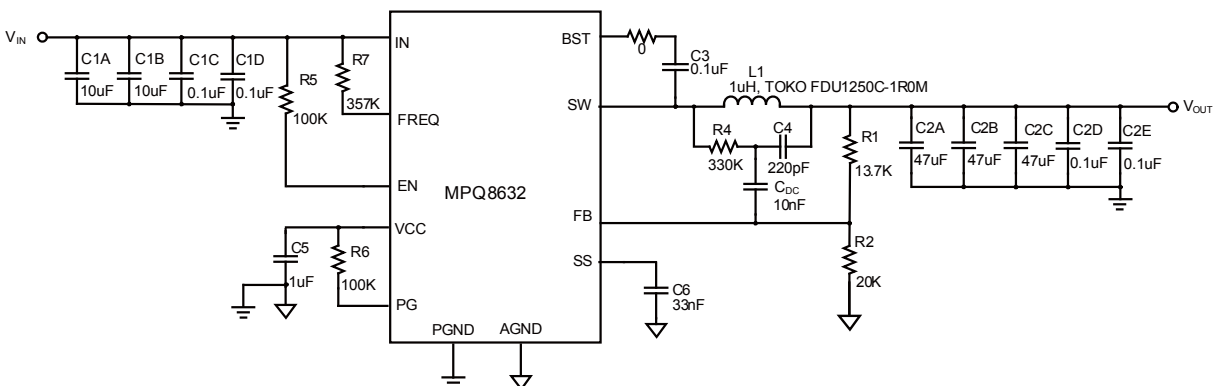 VIN
C1A
10uF
C1B
10uF
C1C
0.1uF
C1D
0.1uF
R5
100K
R7
357K
IN
FREQ
EN
VCC
PG
C5
1uF
R6
100K
MPQ8632
PGND
AGND
BST
SW
FB
SS
0
C3
0.1uF
L1
1uH, TOKO FDU1250C-1R0M
R4
330K
C4
220pF
CDC
10nF
R1
13.7K
R2
20K
C6
33nF
C2A
47uF
C2B
47uF
C2C
47uF
C2D
0.1uF
C2E
0.1uF
VOUT